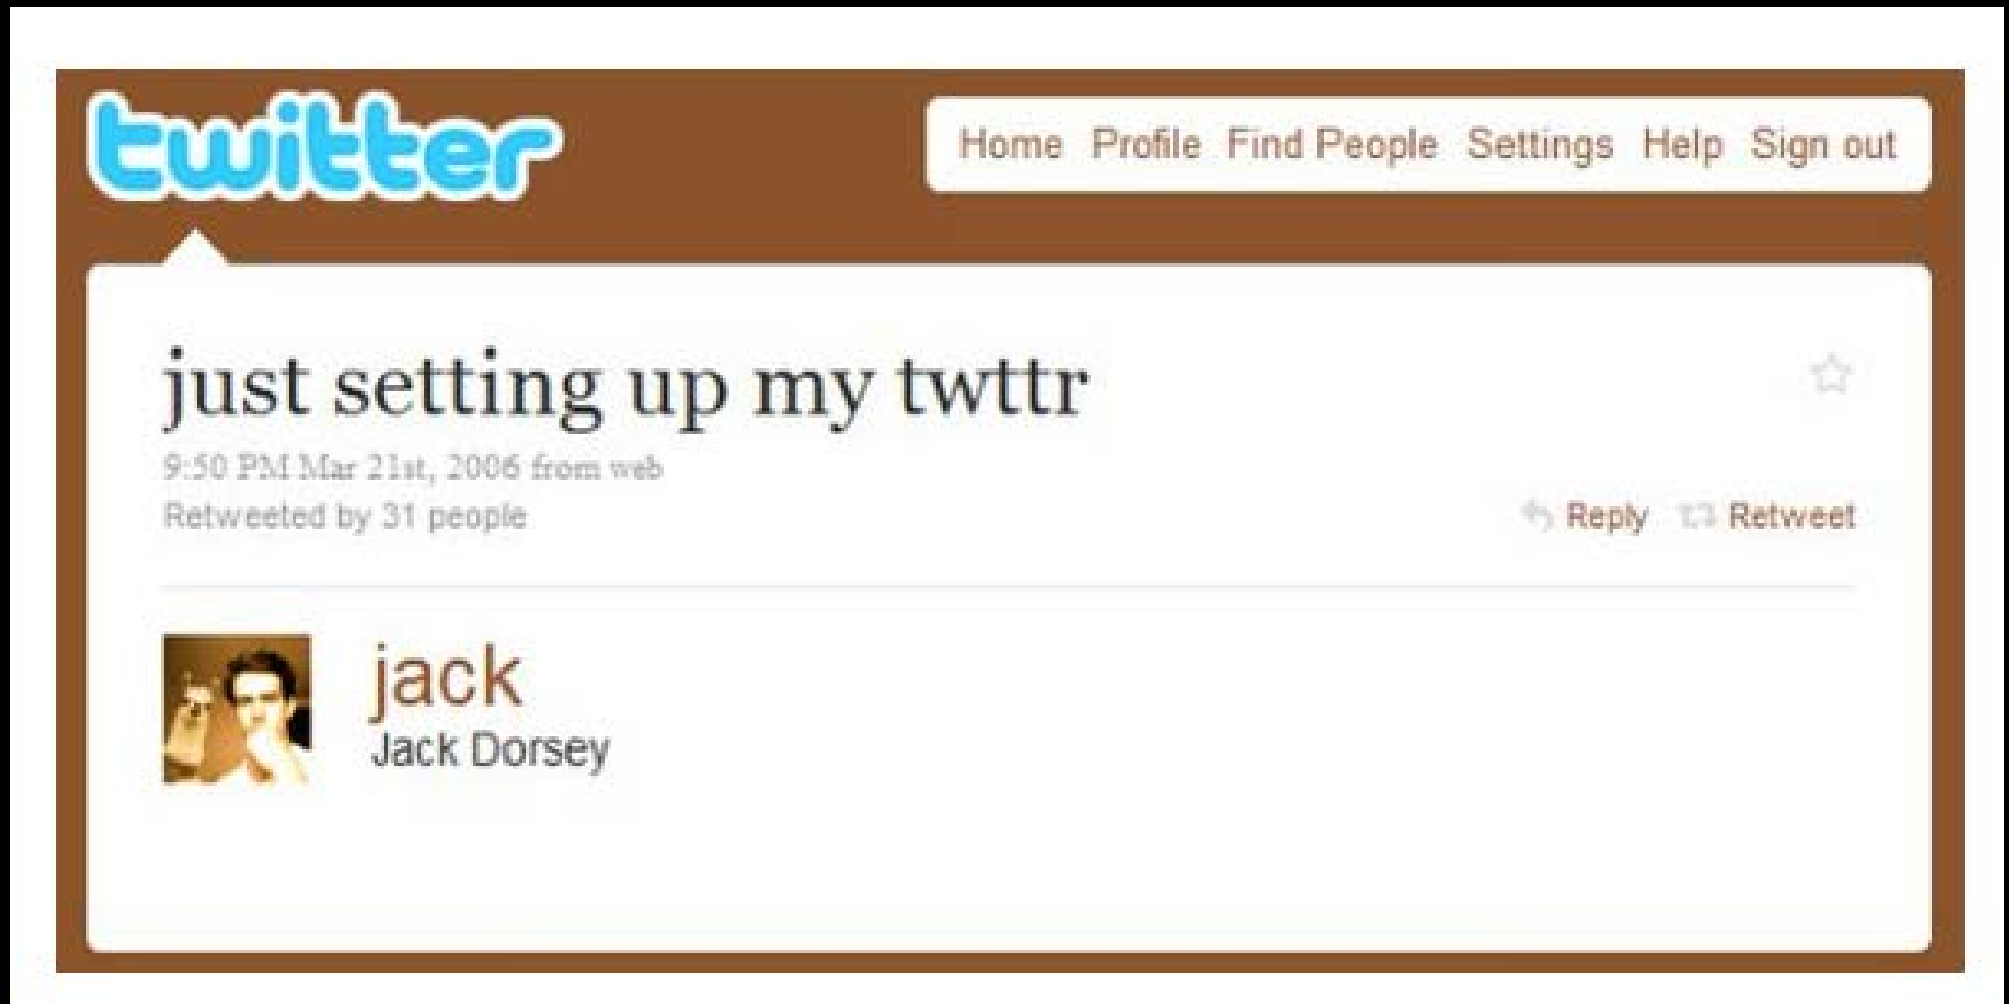 twitter
Home Profile Find People Settings Help Sign out
just setting up my twttr
9:50 PM Mar 21st, 2006 from web
Retweeted by 31 people
Reply Retweet
jack
Jack Dorsey